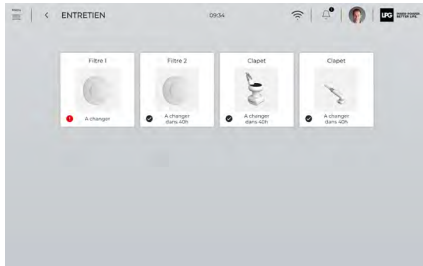 Menu
ENTRETIEN
09:34
LPG
Filtre 1
A changer
Filtre 2
A changer
dans 40h
Clapet
A changer
dans 40h
Clapet
A changer
dans 40h